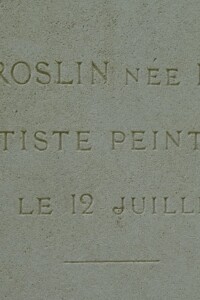 ROSLIN NÉE
TISTE PEINT
LE 12 JUILL